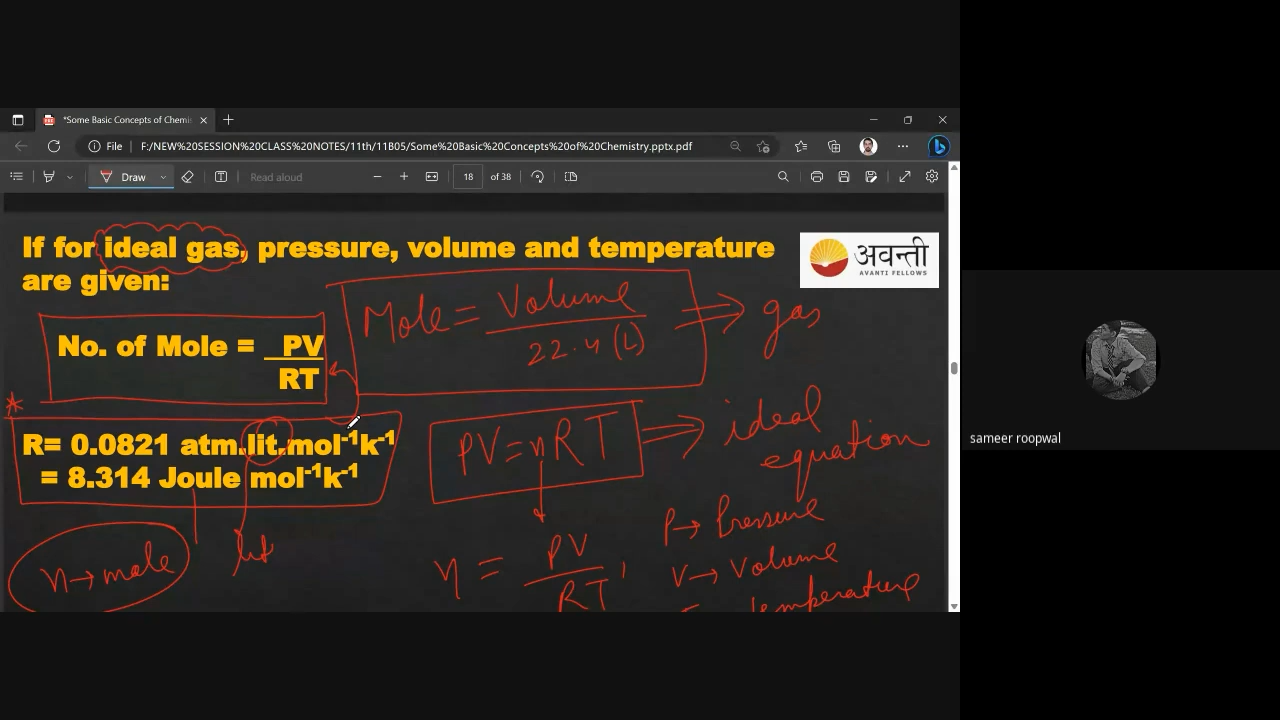 *Some Basic Concepts of Chemis
File F:/NEW%20SESSION%20CLASS%20NOTES/11th/11B05/Some%20Basic%20Concepts%20of%20Chemistry.pptx.pdf
Draw Read aloud 18 of 38
If for ideal gas, pressure, volume and temperature
are given:
अवन्ती
AVANTI FELLOWS
Mole = Volume
22.4 (L)
⇒ gas
No. of Mole = PV
RT
*
R= 0.0821 atm.lit.mol⁻¹k⁻¹
= 8.314 Joule mol⁻¹k⁻¹
PV=nRT ⇒ ideal
equation
n→mole
lit
n = PV
RT
P→ Pressure
V→ Volume
Temperature
sameer roopwal